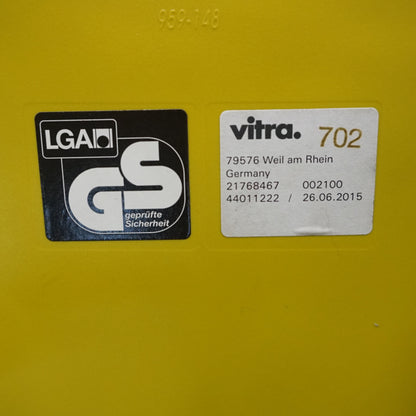 959-148
LGA
GS
geprüfte
Sicherheit
vitra. 702
79576 Weil am Rhein
Germany
21768467 002100
44011222 / 26.06.2015